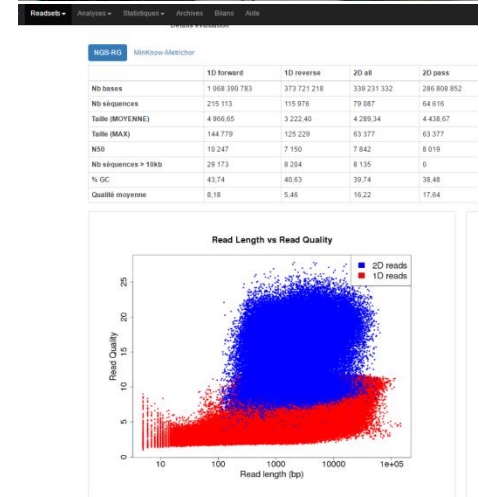 Readsets Analyses Statistiques Archives Bilans Aide
Détails évaluation
NGS-RG MinKnow-Metrichor
1D forward 1D reverse 2D all 2D pass
Nb bases 1 068 390 783 373 721 218 339 231 332 286 808 852
Nb séquences 215 113 115 976 79 087 64 616
Taille (MOYENNE) 4 966,65 3 222,40 4 289,34 4 438,67
Taille (MAX) 144 779 125 229 63 377 63 377
N50 10 247 7 150 7 842 8 019
Nb séquences > 10kb 29 173 8 204 8 135 0
% GC 43,74 40,63 39,74 38,48
Qualité moyenne 8,16 5,46 16,22 17,64
Read Length vs Read Quality
2D reads
1D reads
Read Quality
25
20
15
10
5
0
10 100 1000 10000 1e+05
Read length (bp)